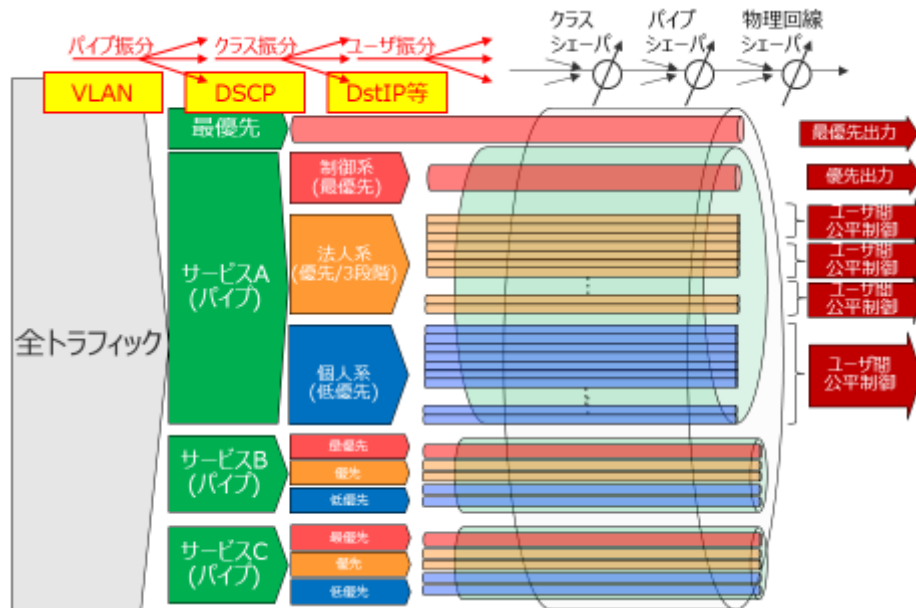 パイプ振分
クラス振分
ユーザ振分
クラス
シェーパ
パイプ
シェーパ
物理回線
シェーパ
VLAN
DSCP
DstIP等
全トラフィック
最優先
サービスA
(パイプ)
制御系
(最優先)
法人系
(優先/3段階)
個人系
(低優先)
サービスB
(パイプ)
最優先
優先
低優先
サービスC
(パイプ)
最優先
優先
低優先
最優先出力
優先出力
ユーザ間
公平制御
ユーザ間
公平制御
ユーザ間
公平制御
ユーザ間
公平制御